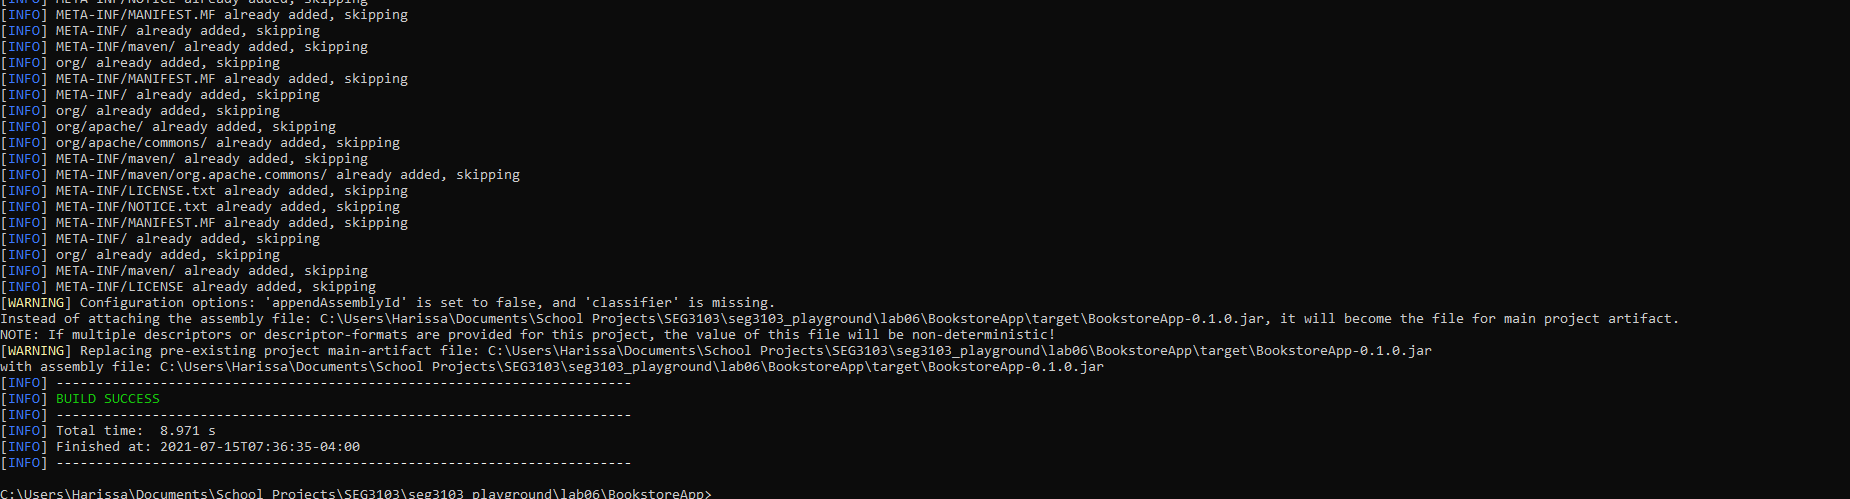 [INFO] META-INF/NOTICE already added, skipping
[INFO] META-INF/MANIFEST.MF already added, skipping
[INFO] META-INF/ already added, skipping
[INFO] META-INF/maven/ already added, skipping
[INFO] org/ already added, skipping
[INFO] META-INF/MANIFEST.MF already added, skipping
[INFO] META-INF/ already added, skipping
[INFO] org/ already added, skipping
[INFO] org/apache/ already added, skipping
[INFO] org/apache/commons/ already added, skipping
[INFO] META-INF/maven/ already added, skipping
[INFO] META-INF/maven/org.apache.commons/ already added, skipping
[INFO] META-INF/LICENSE.txt already added, skipping
[INFO] META-INF/NOTICE.txt already added, skipping
[INFO] META-INF/MANIFEST.MF already added, skipping
[INFO] META-INF/ already added, skipping
[INFO] org/ already added, skipping
[INFO] META-INF/maven/ already added, skipping
[INFO] META-INF/LICENSE already added, skipping
[WARNING] Configuration options: 'appendAssemblyId' is set to false, and 'classifier' is missing.
Instead of attaching the assembly file: C:\Users\Harissa\Documents\School Projects\SEG3103\seg3103_playground\lab06\BookstoreApp\target\BookstoreApp-0.1.0.jar, it will become the file for main project artifact.
NOTE: If multiple descriptors or descriptor-formats are provided for this project, the value of this file will be non-deterministic!
[WARNING] Replacing pre-existing project main-artifact file: C:\Users\Harissa\Documents\School Projects\SEG3103\seg3103_playground\lab06\BookstoreApp\target\BookstoreApp-0.1.0.jar
with assembly file: C:\Users\Harissa\Documents\School Projects\SEG3103\seg3103_playground\lab06\BookstoreApp\target\BookstoreApp-0.1.0.jar
[INFO] ------------------------------------------------------------------------
[INFO] BUILD SUCCESS
[INFO] ------------------------------------------------------------------------
[INFO] Total time:  8.971 s
[INFO] Finished at: 2021-07-15T07:36:35-04:00
[INFO] ------------------------------------------------------------------------
C:\Users\Harissa\Documents\School Projects\SEG3103\seg3103_playground\lab06\BookstoreApp>